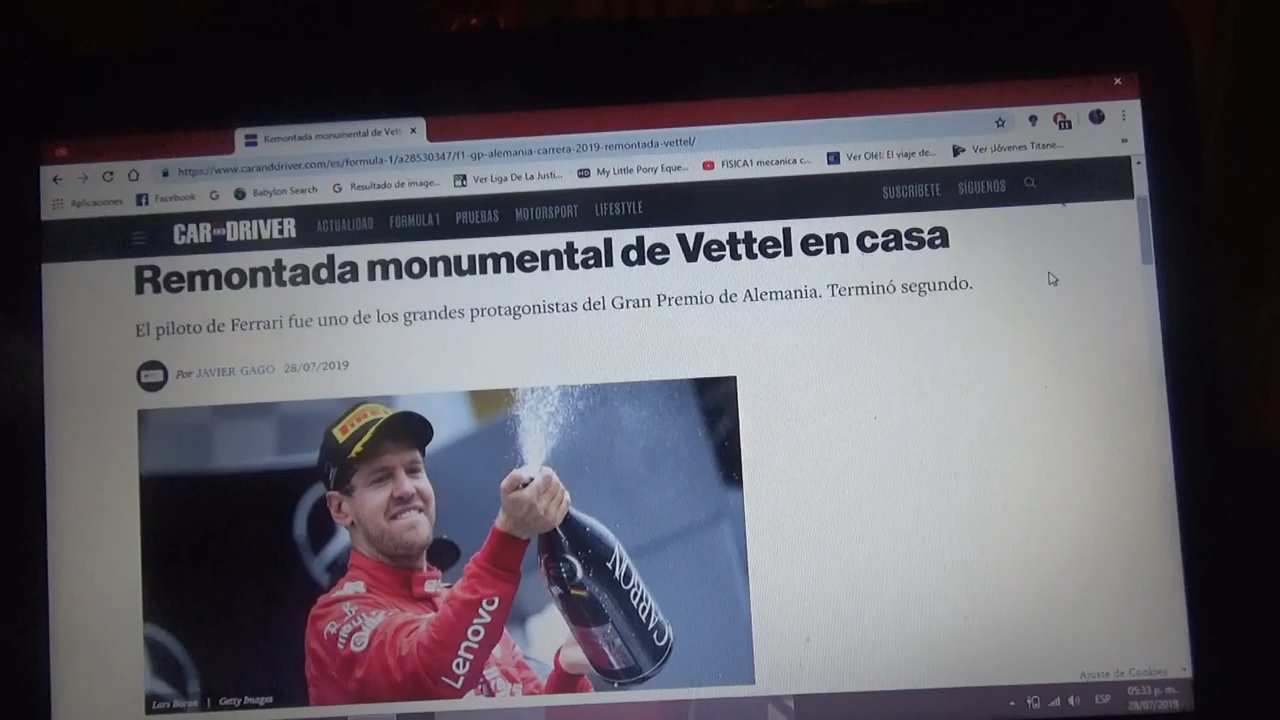 Remontada monumental de Vet
https://www.caranddriver.com/es/formula-1/a28530347/f1-gp-alemania-carrera-2019-remontada-vettel/
11
Aplicaciones Facebook Babylon Search Resultado de image... Ver Liga De La Justi... My Little Pony Eque... FISICA1 mecanica c... Ver Olé!: El viaje de... Ver ¡Jóvenes Titane...
CAR AND DRIVER ACTUALIDAD FÓRMULA 1 PRUEBAS MOTORSPORT LIFESTYLE SUSCRÍBETE SÍGUENOS
Remontada monumental de Vettel en casa
El piloto de Ferrari fue uno de los grandes protagonistas del Gran Premio de Alemania. Terminó segundo.
Por JAVIER GAGO 28/07/2019
Lenovo
CARBON
Lars Baron | Getty Images
Ajuste de Cookies
ESP
05:33 p. m.
28/07/2019